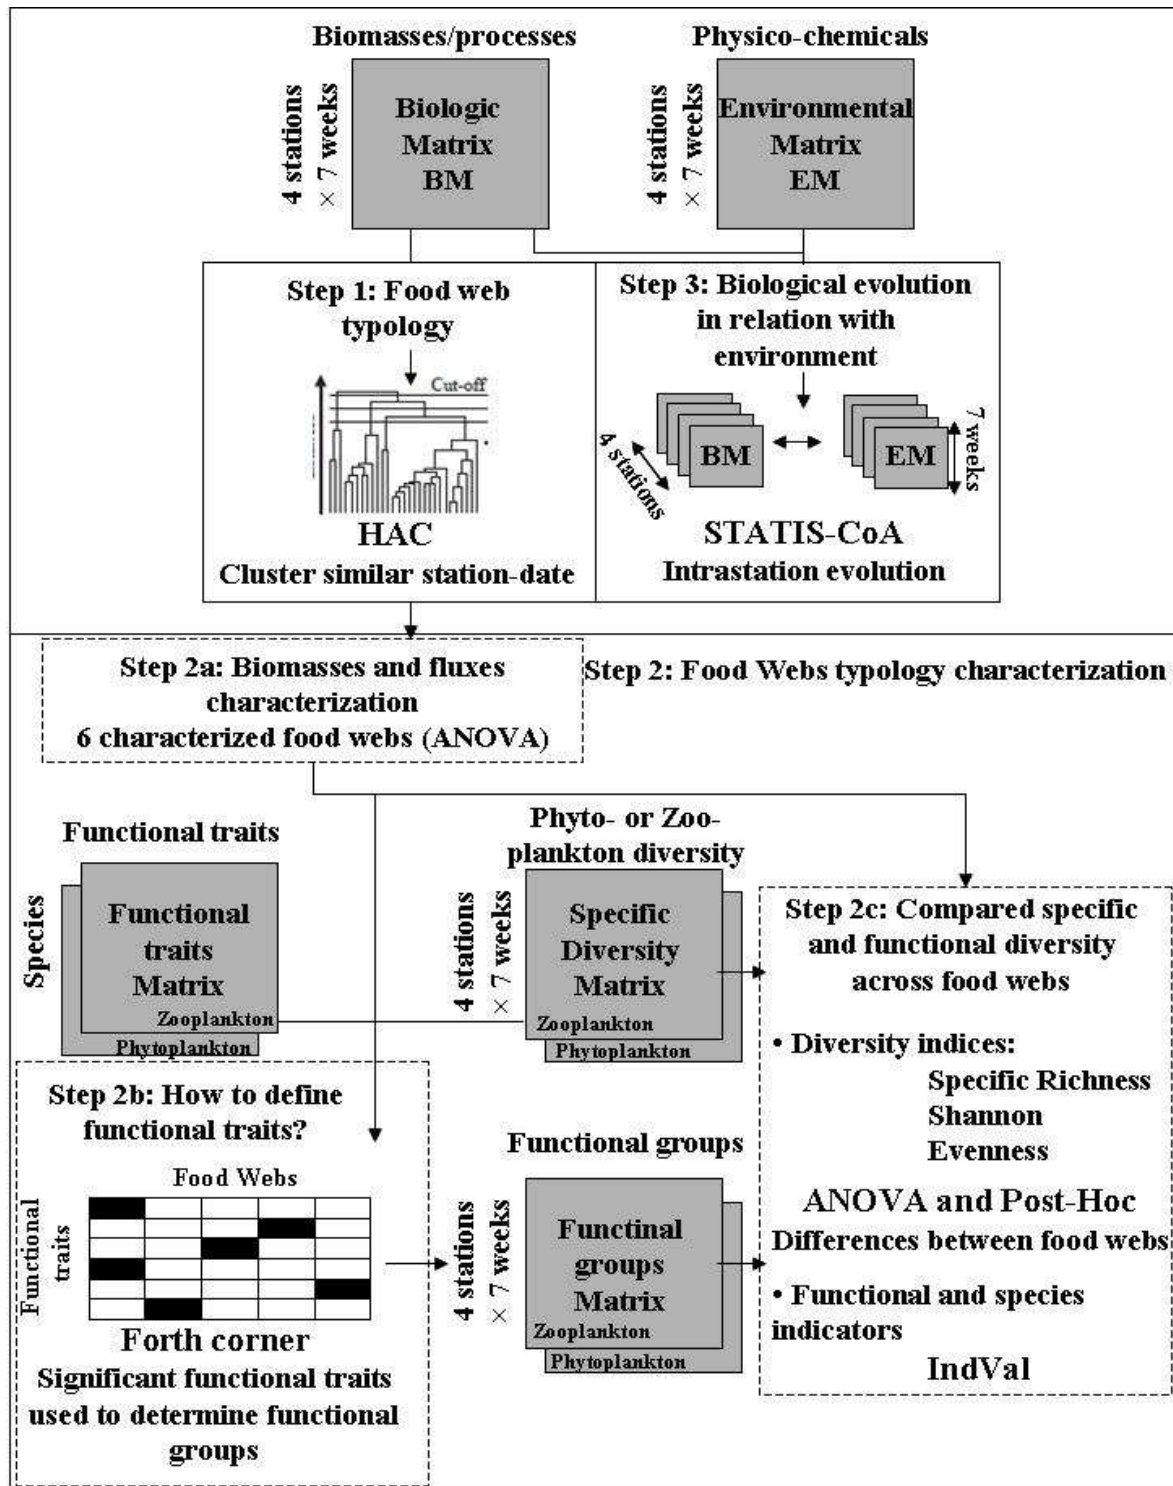 Biomasses/processes
Physico-chemicals
4 stations
× 7 weeks
Biologic
Matrix
BM
4 stations
× 7 weeks
Environmental
Matrix
EM
Step 1: Food web
typology
Cut-off
HAC
Cluster similar station-date
Step 3: Biological evolution
in relation with
environment
4 stations
BM
EM
7 weeks
STATIS-CoA
Intrastation evolution
Step 2a: Biomasses and fluxes
characterization
6 characterized food webs (ANOVA)
Step 2: Food Webs typology characterization
Functional traits
Species
Functional
traits
Matrix
Zooplankton
Phytoplankton
Phyto- or Zoo-
plankton diversity
4 stations
× 7 weeks
Specific
Diversity
Matrix
Zooplankton
Phytoplankton
Step 2b: How to define
functional traits?
Food Webs
Functional
traits
Forth corner
Significant functional traits
used to determine functional
groups
Functional groups
4 stations
× 7 weeks
Functinal
groups
Matrix
Zooplankton
Phytoplankton
Step 2c: Compared specific
and functional diversity
across food webs
• Diversity indices:
Specific Richness
Shannon
Evenness
ANOVA and Post-Hoc
Differences between food webs
• Functional and species
indicators
IndVal